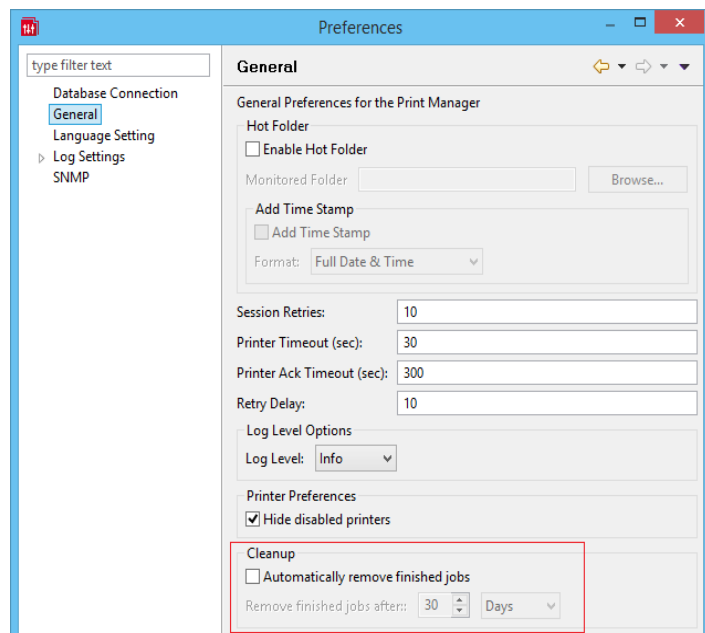 Preferences
type filter text
Database Connection
General
Language Setting
Log Settings
SNMP
General
General Preferences for the Print Manager
Hot Folder
Enable Hot Folder
Monitored Folder
Browse...
Add Time Stamp
Add Time Stamp
Format: Full Date & Time
Session Retries: 10
Printer Timeout (sec): 30
Printer Ack Timeout (sec): 300
Retry Delay: 10
Log Level Options
Log Level: Info
Printer Preferences
Hide disabled printers
Cleanup
Automatically remove finished jobs
Remove finished jobs after:: 30 Days